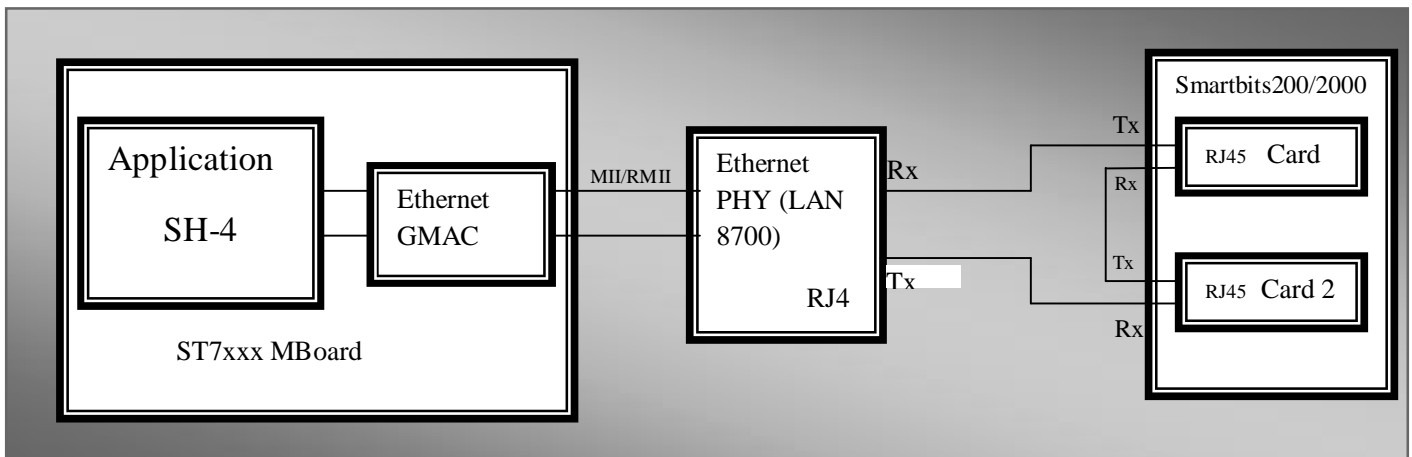 Application
SH-4
Ethernet
GMAC
ST7xxx MBoard
MII/RMII
Ethernet
PHY (LAN
8700)
RJ4
Rx
Tx
Smartbits200/2000
Tx
RJ45 Card
Rx
Tx
RJ45 Card 2
Rx